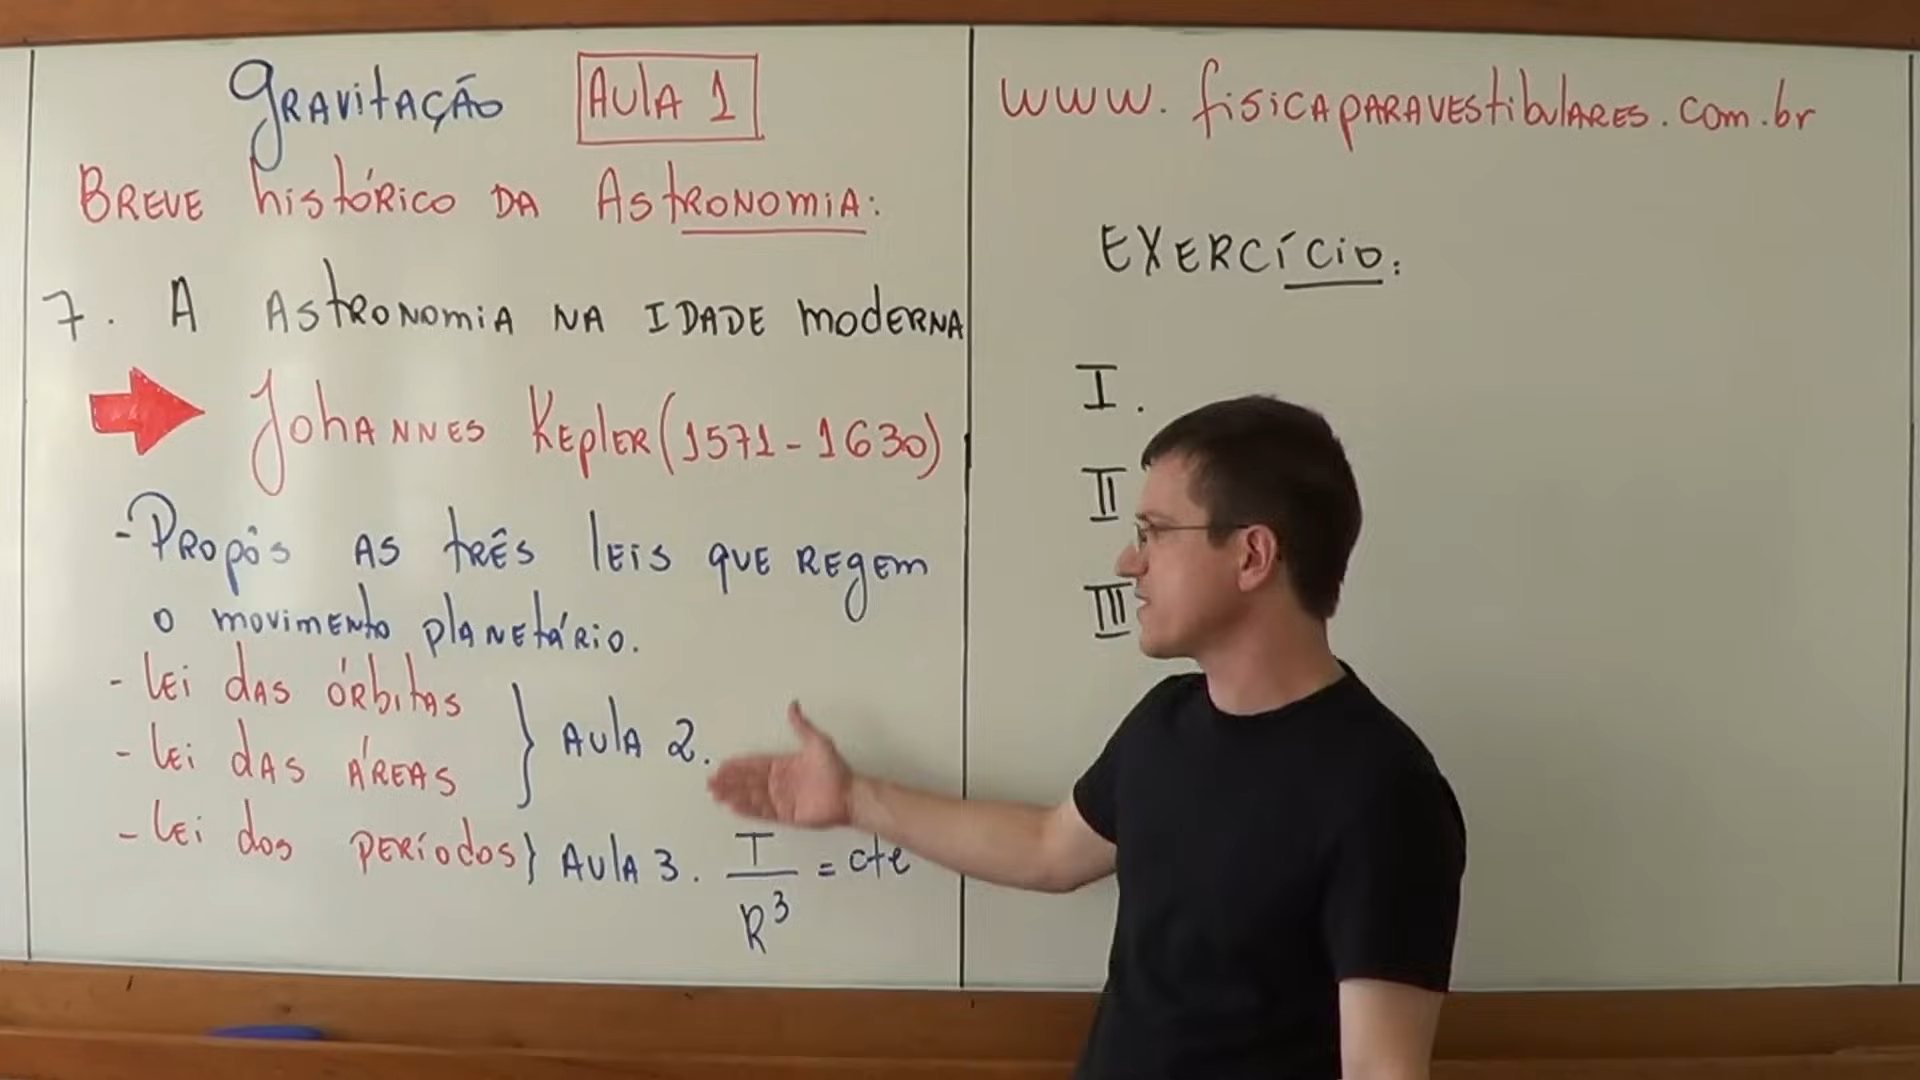 Gravitação Aula 1
Breve histórico da Astronomia:
7. A Astronomia na Idade moderna
Johannes Kepler (1571-1630)
- Propôs as três leis que regem
o movimento planetário.
- Lei das órbitas
- Lei das áreas } Aula 2.
- Lei dos períodos } Aula 3. T/R³ = cte
www.fisicaparavestibulares.com.br
Exercício:
I.
II
III